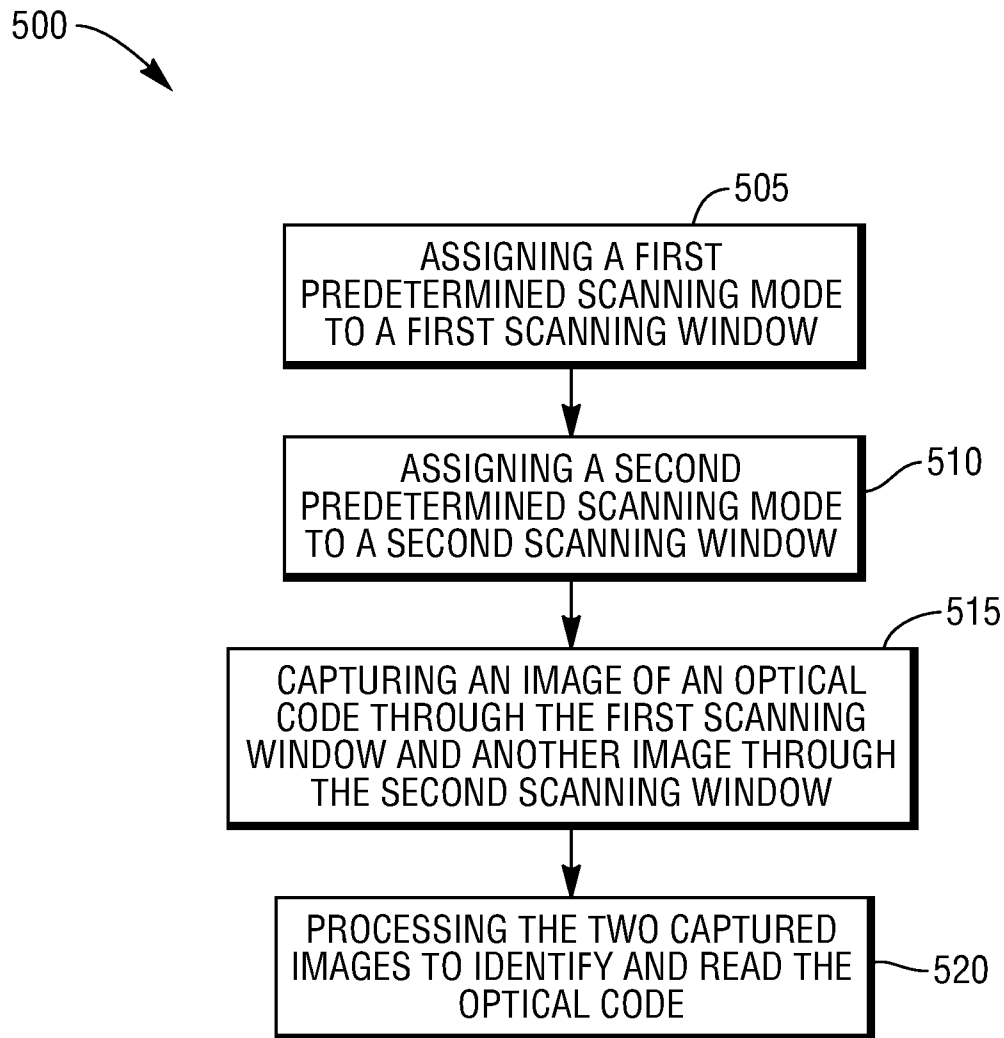 500
505
ASSIGNING A FIRST
PREDETERMINED SCANNING MODE
TO A FIRST SCANNING WINDOW
510
ASSIGNING A SECOND
PREDETERMINED SCANNING MODE
TO A SECOND SCANNING WINDOW
515
CAPTURING AN IMAGE OF AN OPTICAL
CODE THROUGH THE FIRST SCANNING
WINDOW AND ANOTHER IMAGE THROUGH
THE SECOND SCANNING WINDOW
PROCESSING THE TWO CAPTURED
IMAGES TO IDENTIFY AND READ THE
OPTICAL CODE
520